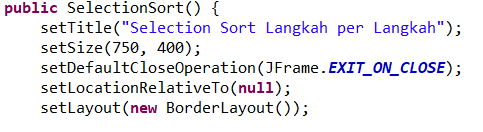 public SelectionSort() {
    setTitle("Selection Sort Langkah per Langkah");
    setSize(750, 400);
    setDefaultCloseOperation(JFrame.EXIT_ON_CLOSE);
    setLocationRelativeTo(null);
    setLayout(new BorderLayout());